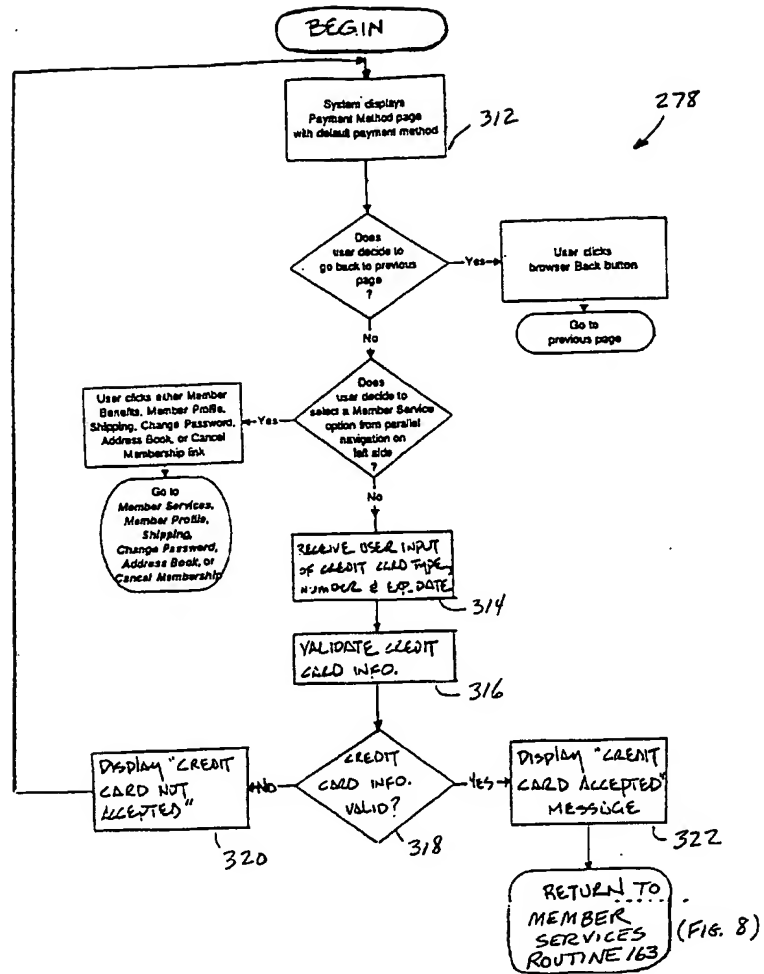 BEGIN
System displays
Payment Method page
with default payment method
312
278
Does
user decide to
go back to previous
page
?
Yes
User clicks
browser Back button
Go to
previous page
No
Does
user decide to
select a Member Service
option from parallel
navigation on
left side
?
Yes
User clicks either Member
Benefits, Member Profile,
Shipping, Change Password,
Address Book, or Cancel
Membership link
Go to
Member Services,
Member Profile,
Shipping,
Change Password,
Address Book, or
Cancel Membership
No
RECEIVE USER INPUT
OF CREDIT CARD TYPE,
NUMBER & EXP. DATE
314
VALIDATE CREDIT
CARD INFO.
316
CREDIT
CARD INFO.
VALID?
318
NO
DISPLAY "CREDIT
CARD NOT
ACCEPTED"
320
YES
DISPLAY "CREDIT
CARD ACCEPTED"
MESSAGE
322
RETURN TO
MEMBER
SERVICES
ROUTINE 163
(FIG. 8)